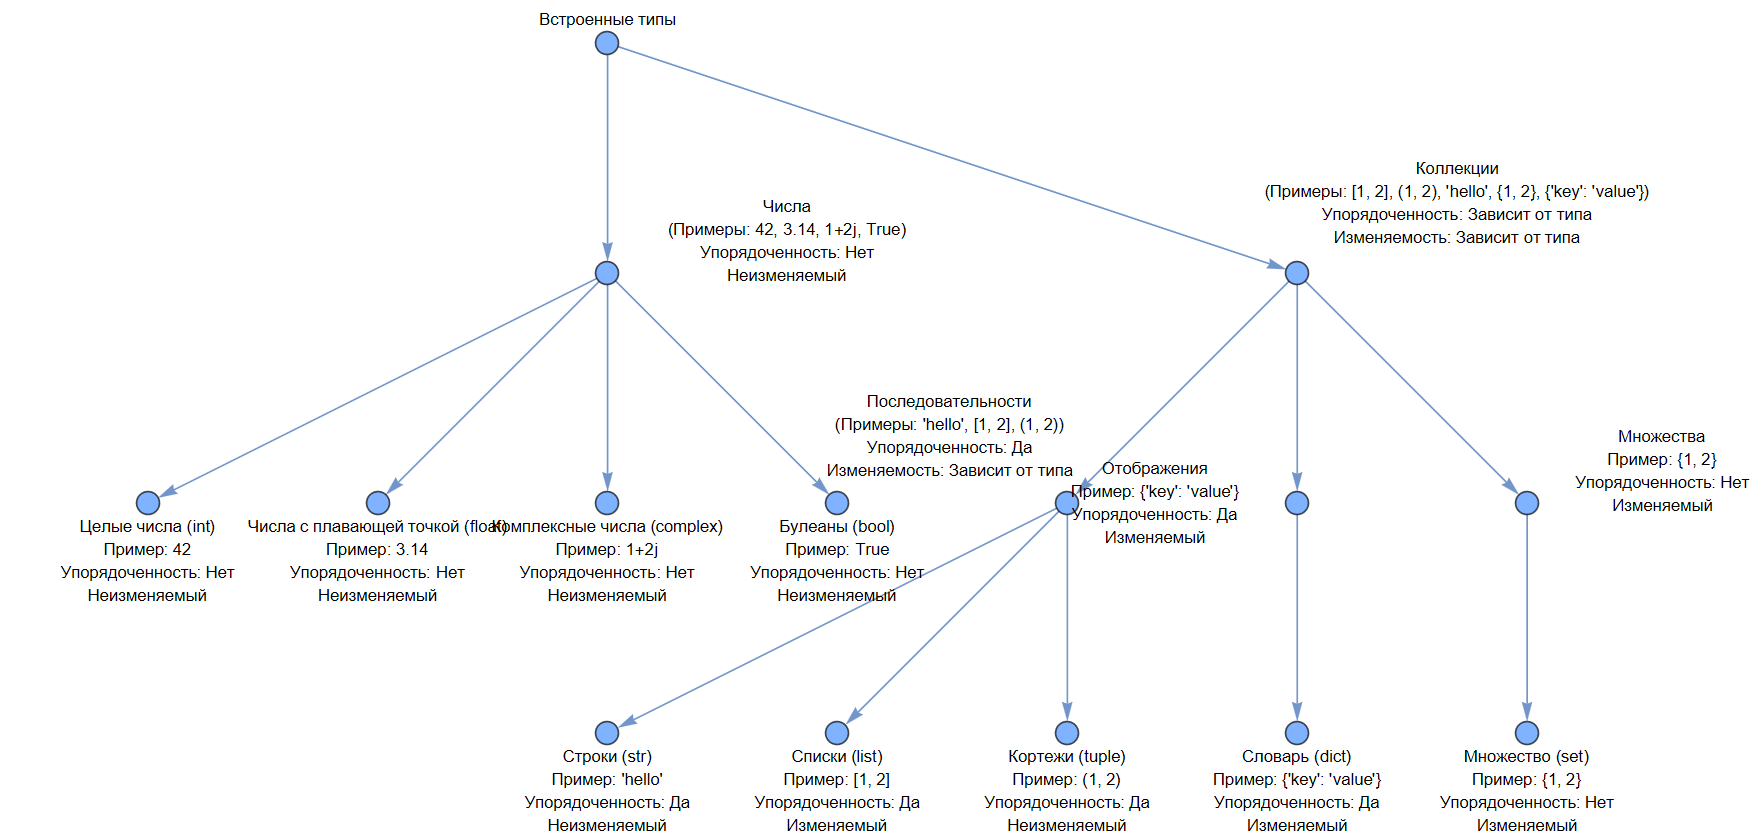 Встроенные типы
Коллекции
(Примеры: [1, 2], (1, 2), 'hello', {1, 2}, {'key': 'value'})
Упорядоченность: Зависит от типа
Изменяемость: Зависит от типа
Числа
(Примеры: 42, 3.14, 1+2j, True)
Упорядоченность: Нет
Неизменяемый
Последовательности
(Примеры: 'hello', [1, 2], (1, 2))
Упорядоченность: Да
Изменяемость: Зависит от типа
Отображения
Пример: {'key': 'value'}
Упорядоченность: Да
Изменяемый
Множества
Пример: {1, 2}
Упорядоченность: Нет
Изменяемый
Целые числа (int)
Пример: 42
Упорядоченность: Нет
Неизменяемый
Числа с плавающей точкой (float)
Пример: 3.14
Упорядоченность: Нет
Неизменяемый
Комплексные числа (complex)
Пример: 1+2j
Упорядоченность: Нет
Неизменяемый
Булеаны (bool)
Пример: True
Упорядоченность: Нет
Неизменяемый
Строки (str)
Пример: 'hello'
Упорядоченность: Да
Неизменяемый
Списки (list)
Пример: [1, 2]
Упорядоченность: Да
Изменяемый
Кортежи (tuple)
Пример: (1, 2)
Упорядоченность: Да
Неизменяемый
Словарь (dict)
Пример: {'key': 'value'}
Упорядоченность: Да
Изменяемый
Множество (set)
Пример: {1, 2}
Упорядоченность: Нет
Изменяемый